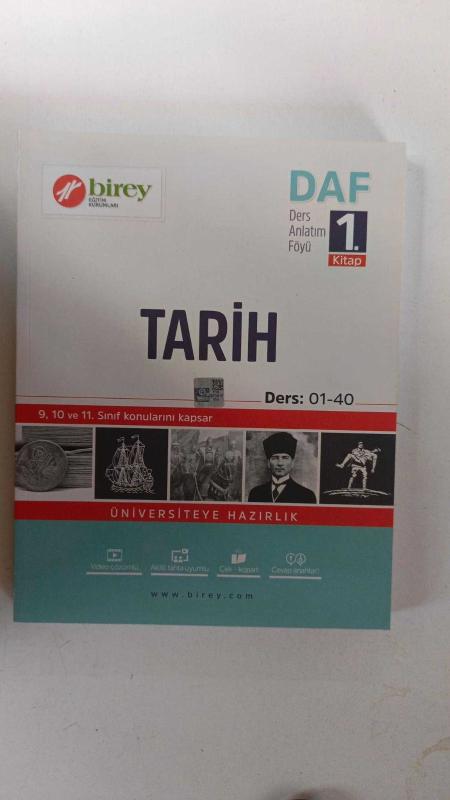 birey
EĞİTİM
KURUMLARI
DAF
Ders
Anlatım
Föyü
1.
Kitap
TARİH
Ders: 01-40
9, 10 ve 11. Sınıf konularını kapsar
ÜNİVERSİTEYE HAZIRLIK
Video çözümlü
Akıllı tahta uyumlu
Çek - kopart
Cevap anahtarlı
www.birey.com